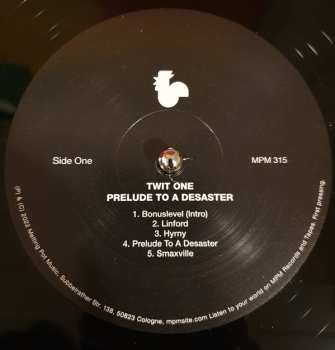 Side One
MPM 315
TWIT ONE
PRELUDE TO A DESASTER
1. Bonuslevel (Intro)
2. Linford
3. Hyrny
4. Prelude To A Desaster
5. Smaxville
(P) & (C) 2022 Melting Pot Music, Subbelrather Str, 138, 50823 Cologne, mpmsite.com. Listen to your world on MPM Records and Tapes. First pressing.